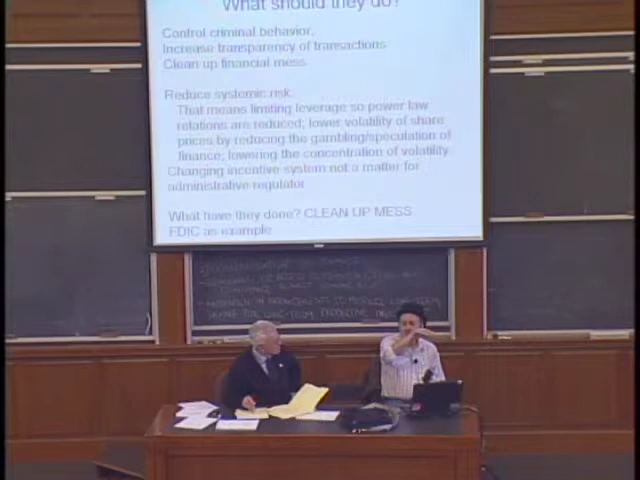 What should they do?
Control criminal behavior.
Increase transparency of transactions
Clean up financial mess
Reduce systemic risk.
That means limiting leverage so power law
relations are reduced; lower volatility of share
prices by reducing the gambling/speculation of
finance; lowering the concentration of volatility
Changing incentive system not a matter for
administrative regulator
What have they done? CLEAN UP MESS
FDIC as example